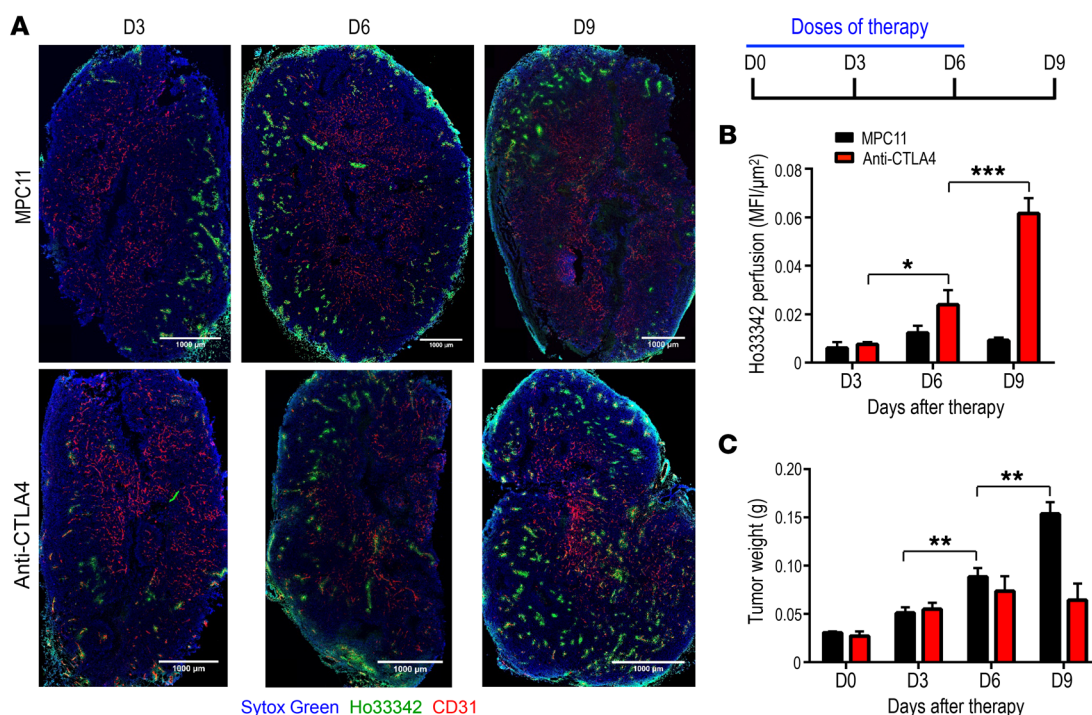 A
D3
D6
D9
MPC11
1000 µm
1000 µm
1000 µm
Anti-CTLA4
1000 µm
1000 µm
1000 µm
Sytox Green Ho33342 CD31
Doses of therapy
D0 D3 D6 D9
B
MPC11
Anti-CTLA4
Ho33342 perfusion (MFI/µm²)
0.08
0.06
0.04
0.02
0
*
***
D3 D6 D9
Days after therapy
C
Tumor weight (g)
0.20
0.15
0.10
0.05
0
**
**
D0 D3 D6 D9
Days after therapy